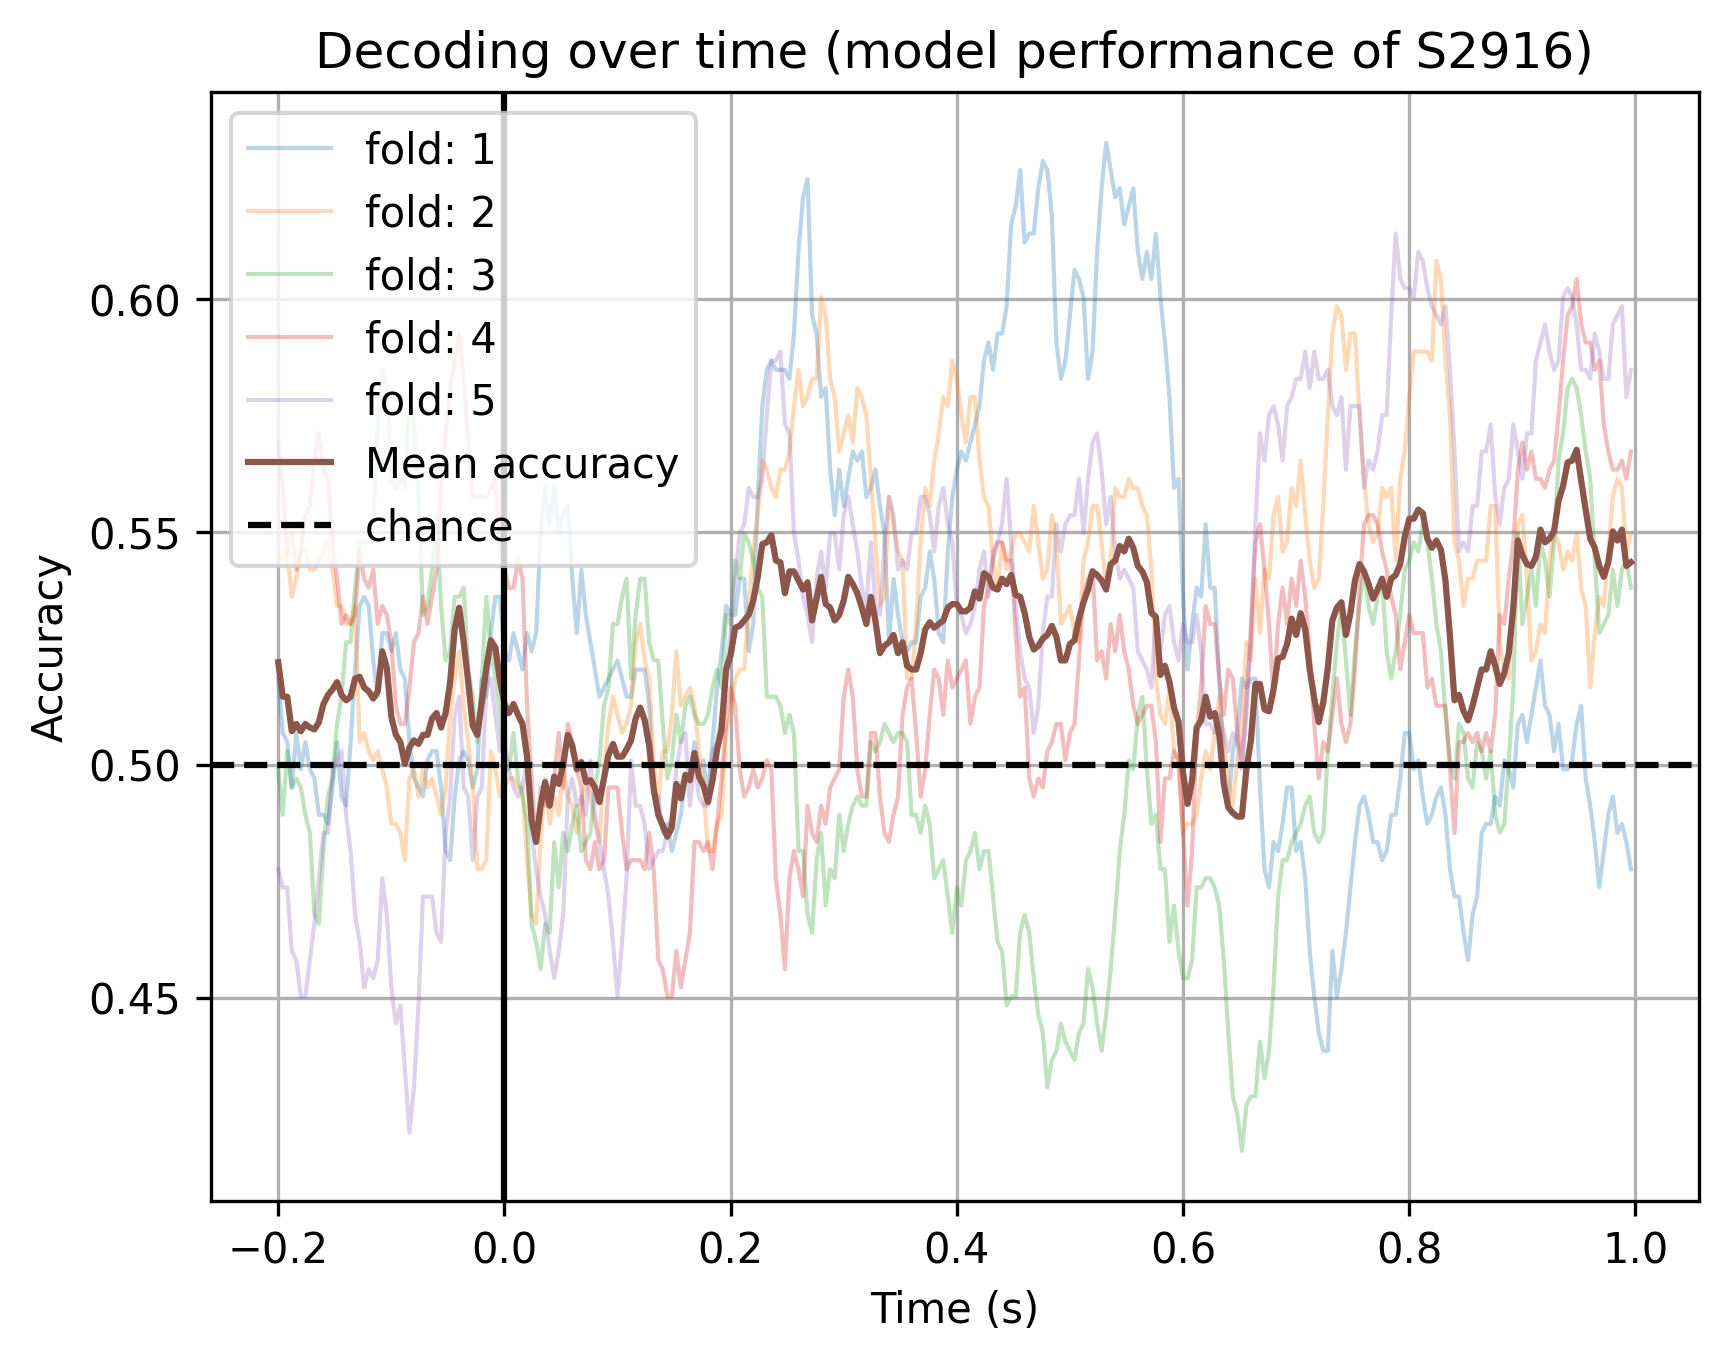 Decoding over time (model performance of S2916)
fold: 1
fold: 2
fold: 3
fold: 4
fold: 5
Mean accuracy
chance
Accuracy
0.60
0.55
0.50
0.45
−0.2 0.0 0.2 0.4 0.6 0.8 1.0
Time (s)